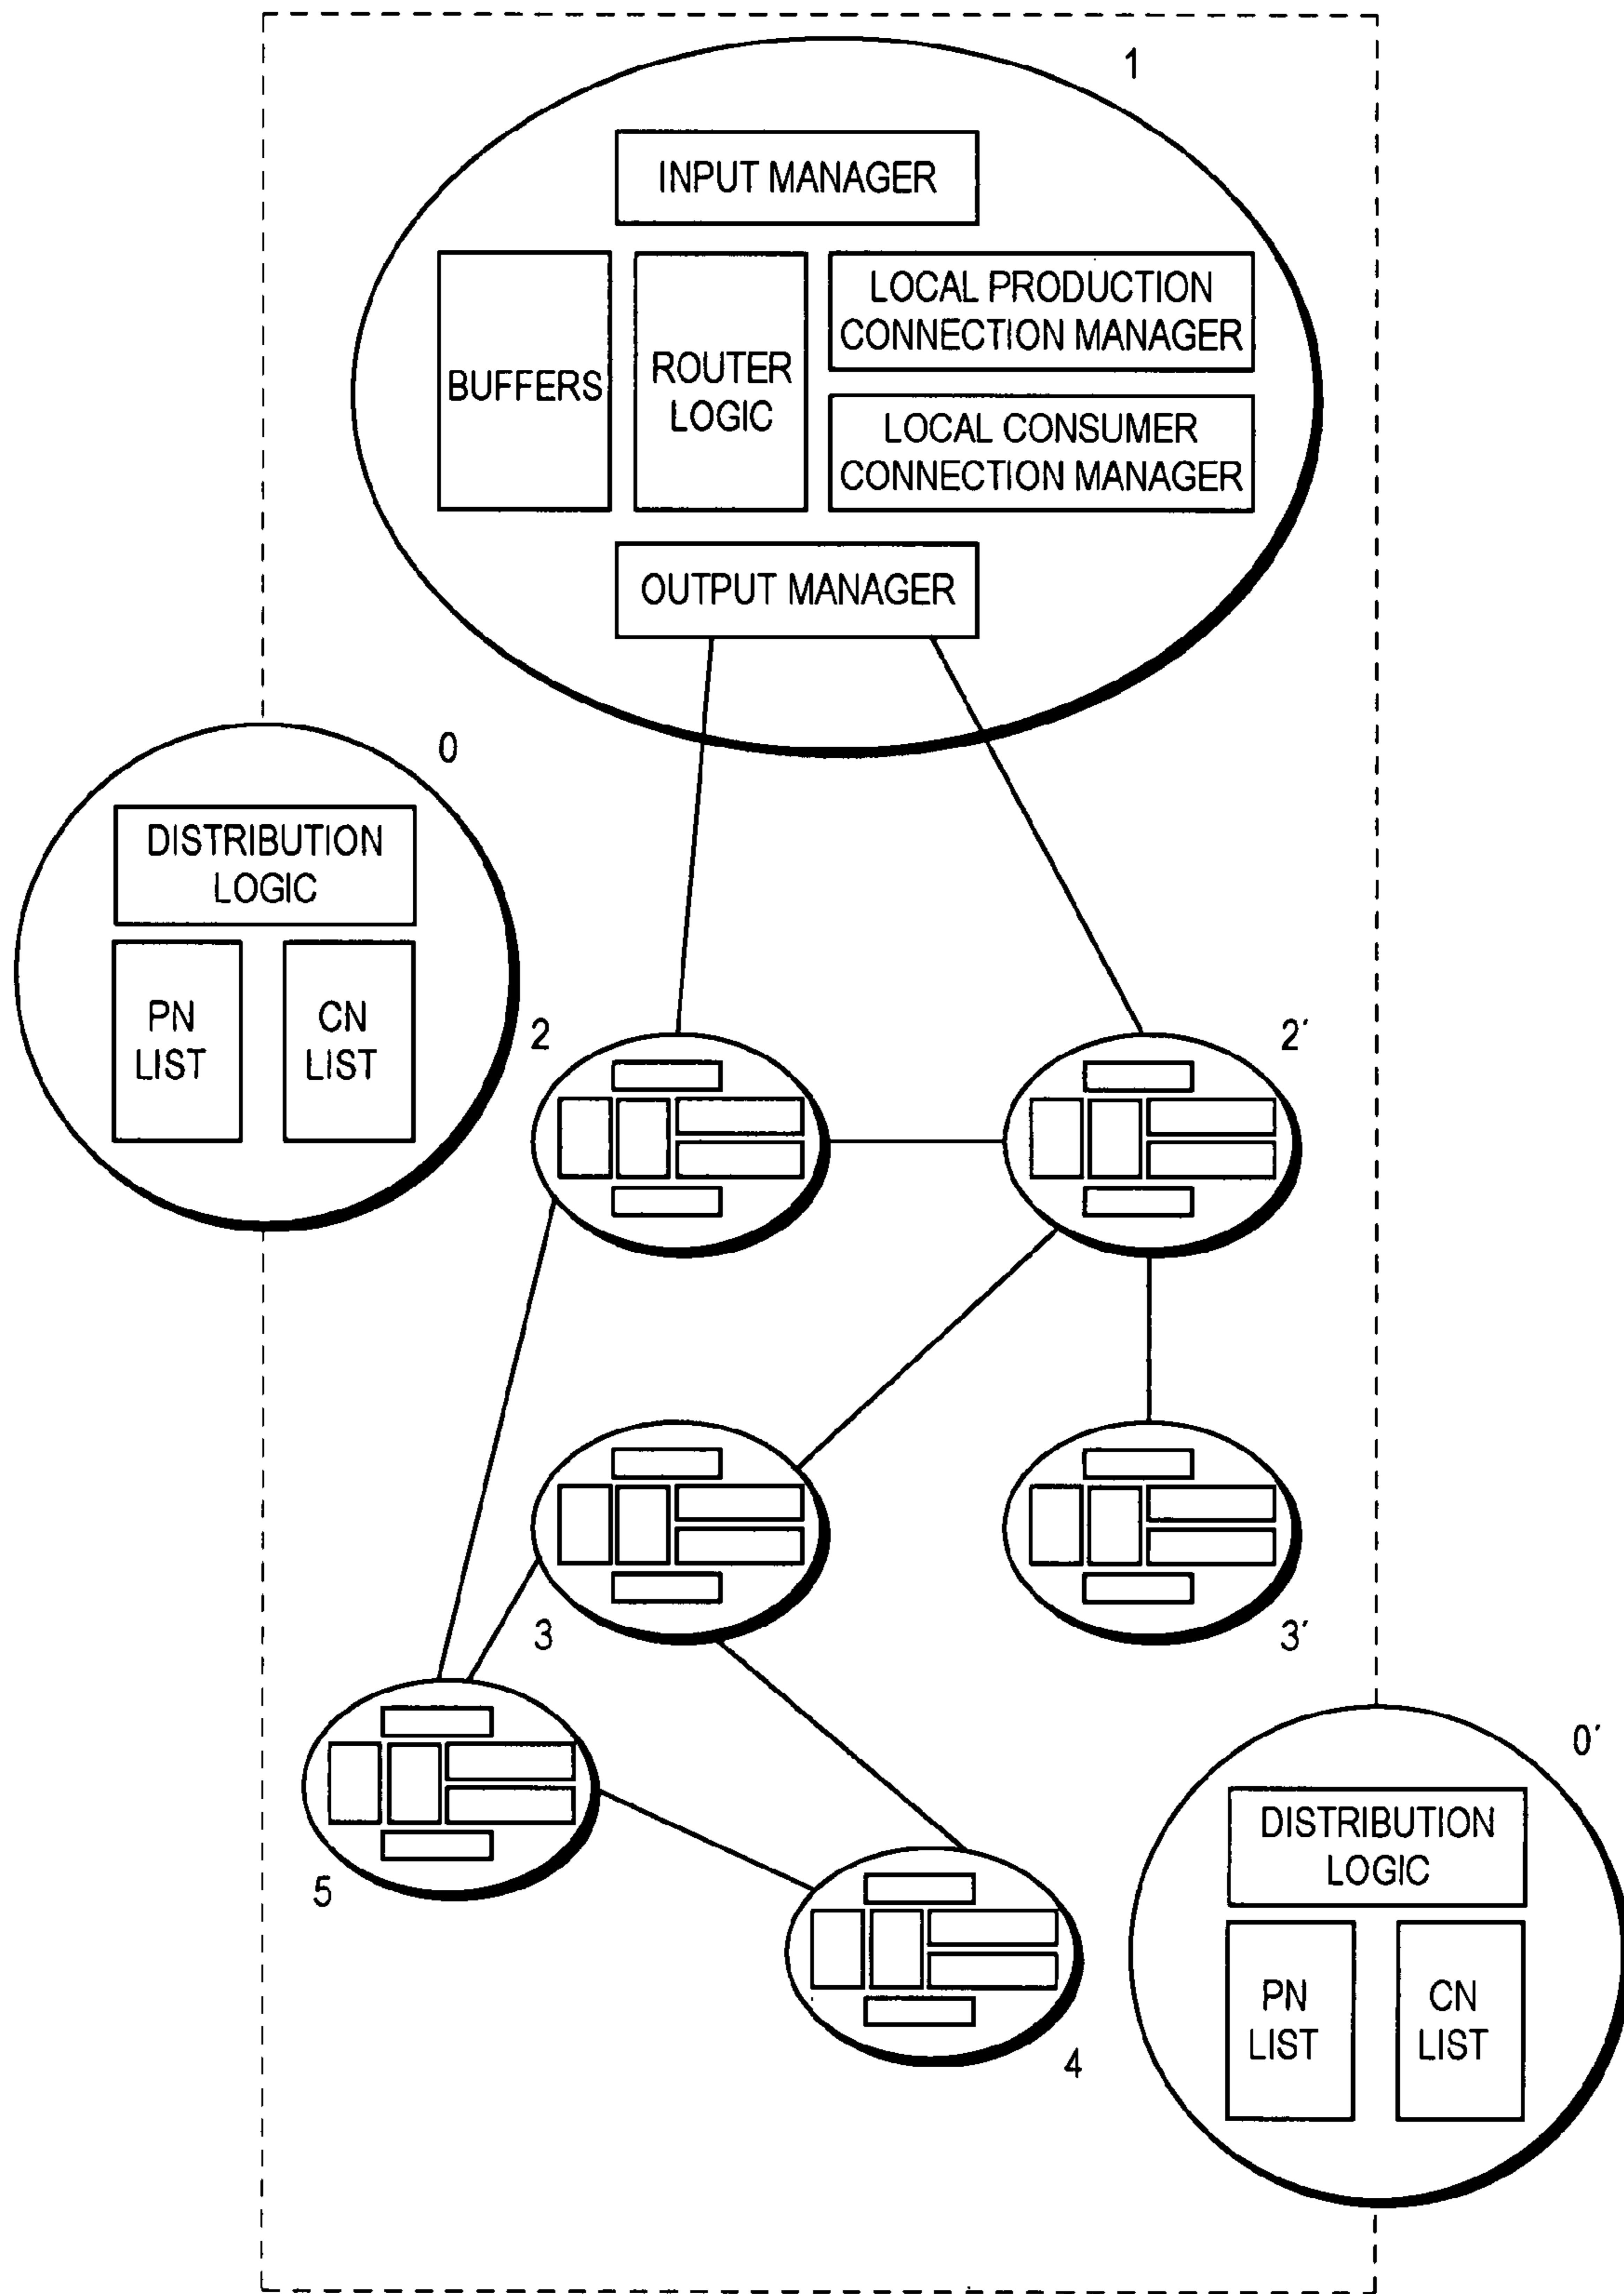 1
INPUT MANAGER
BUFFERS
ROUTER
LOGIC
LOCAL PRODUCTION
CONNECTION MANAGER
LOCAL CONSUMER
CONNECTION MANAGER
OUTPUT MANAGER
0
DISTRIBUTION
LOGIC
PN
LIST
CN
LIST
2
2′
3
3′
5
4
0′
DISTRIBUTION
LOGIC
PN
LIST
CN
LIST